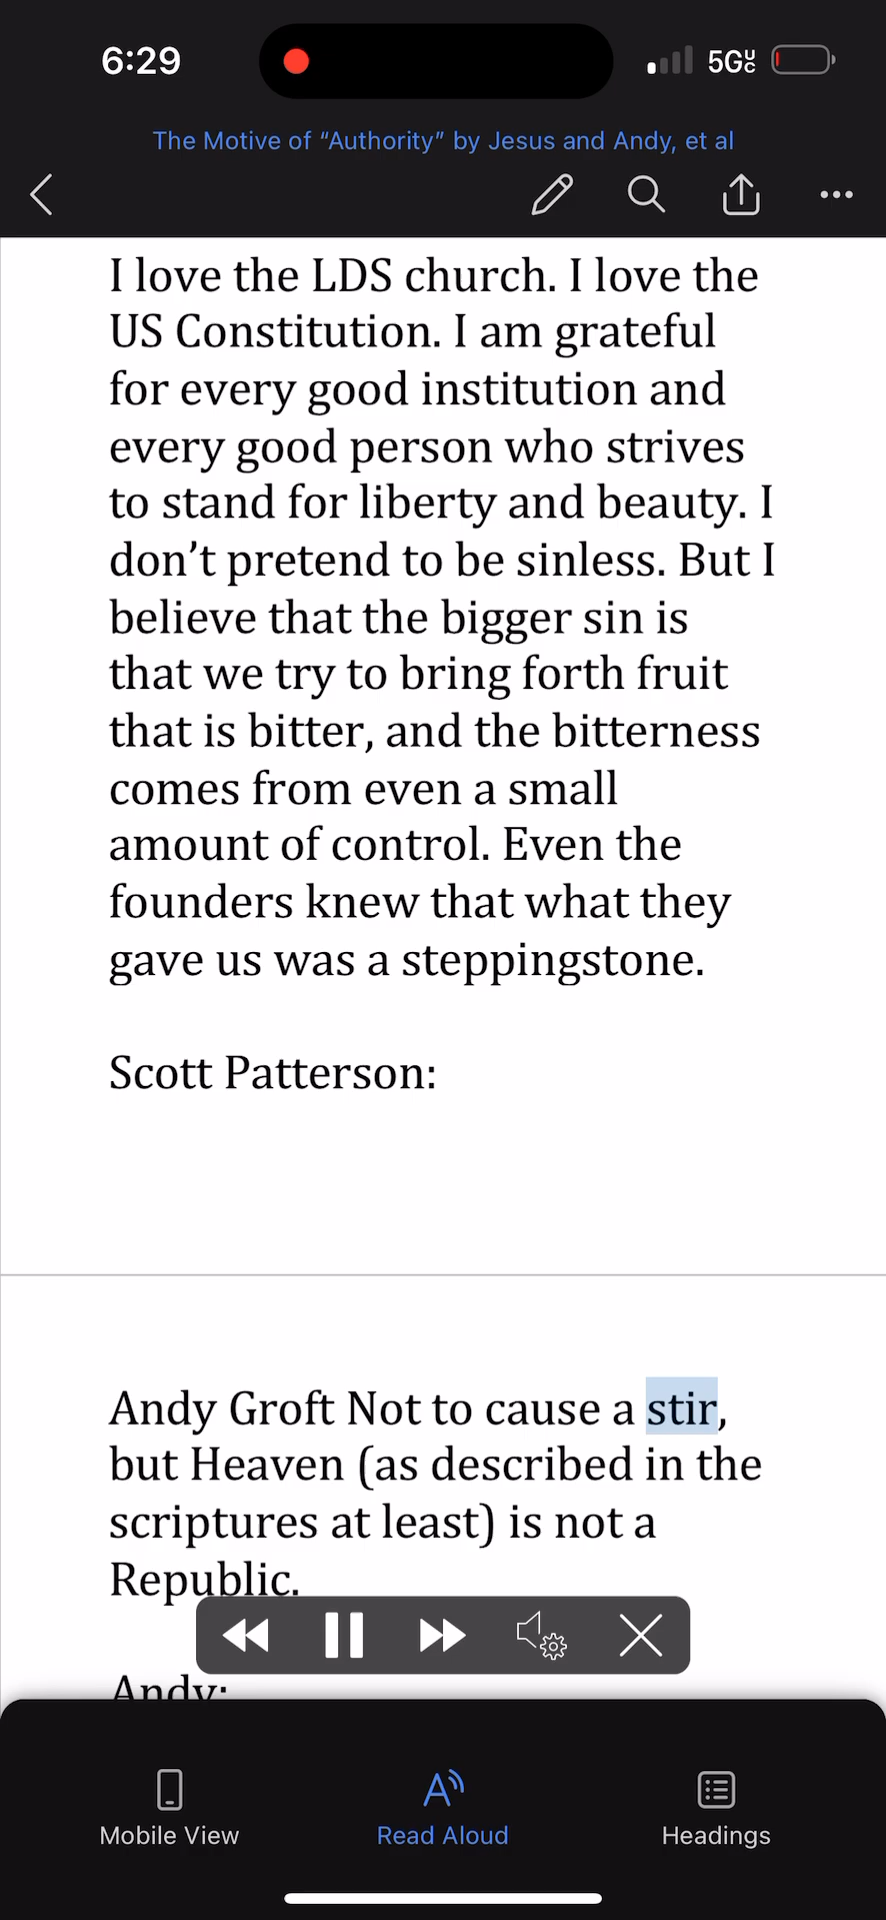 6:29
5G
The Motive of “Authority” by Jesus and Andy, et al
I love the LDS church. I love the
US Constitution. I am grateful
for every good institution and
every good person who strives
to stand for liberty and beauty. I
don’t pretend to be sinless. But I
believe that the bigger sin is
that we try to bring forth fruit
that is bitter, and the bitterness
comes from even a small
amount of control. Even the
founders knew that what they
gave us was a steppingstone.
Scott Patterson:
Andy Groft Not to cause a stir,
but Heaven (as described in the
scriptures at least) is not a
Republic.
Andy:
Mobile View
Read Aloud
Headings